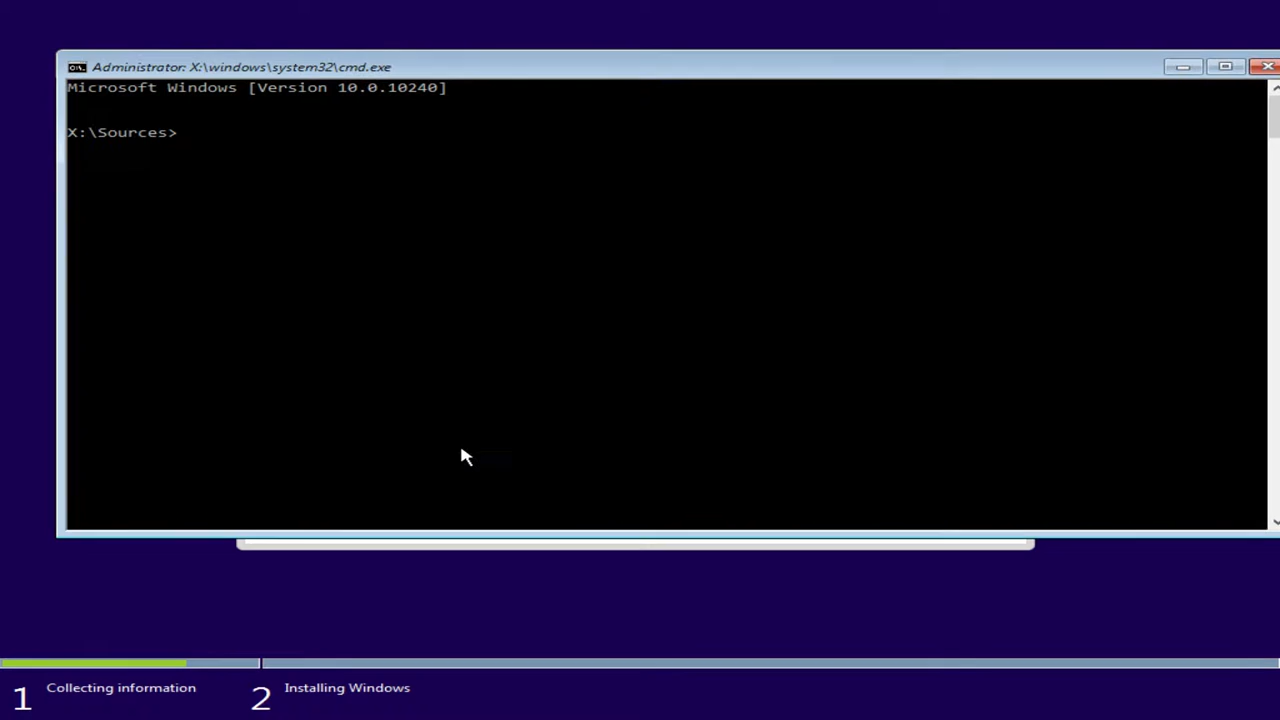 Administrator: X:\windows\system32\cmd.exe
Microsoft Windows [Version 10.0.10240]
X:\Sources>
1 Collecting information
2 Installing Windows